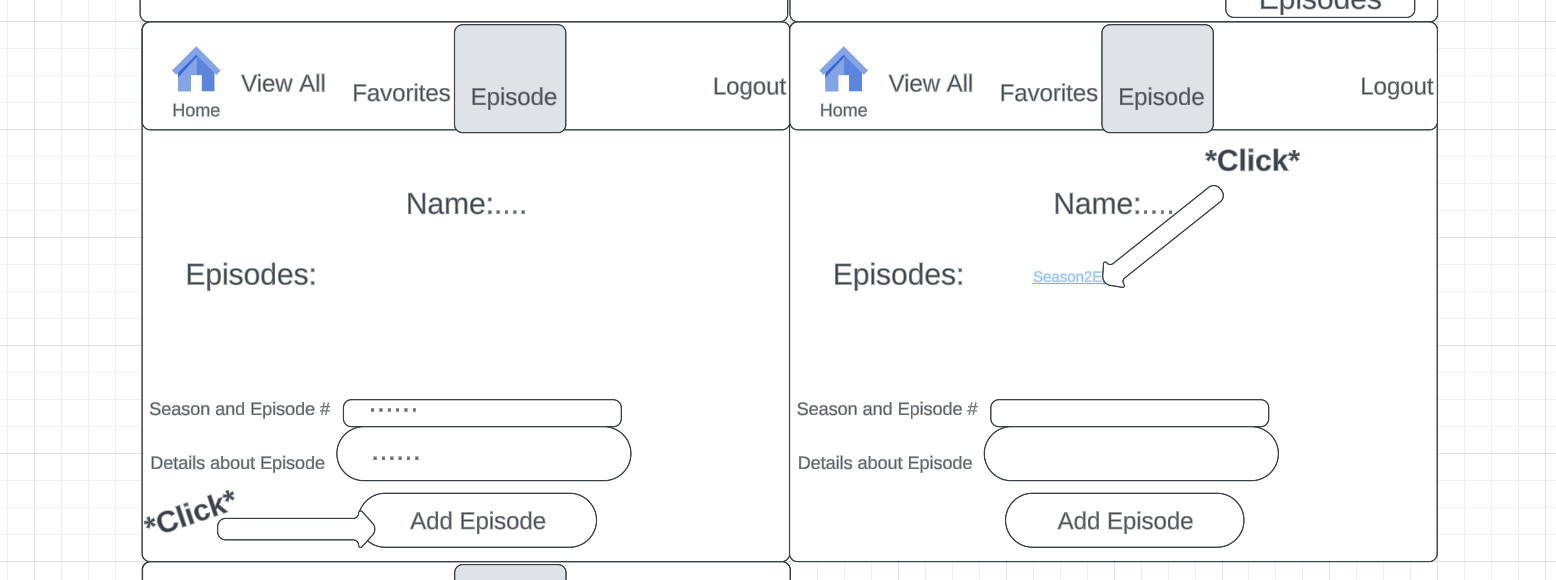 Episodes
View All
Favorites
Episode
Logout
Home
Name:....
Episodes:
Season and Episode # ......
Details about Episode ......
*Click*
Add Episode
View All
Favorites
Episode
Logout
Home
*Click*
Name:....
Episodes:
Season2E
Season and Episode #
Details about Episode
Add Episode